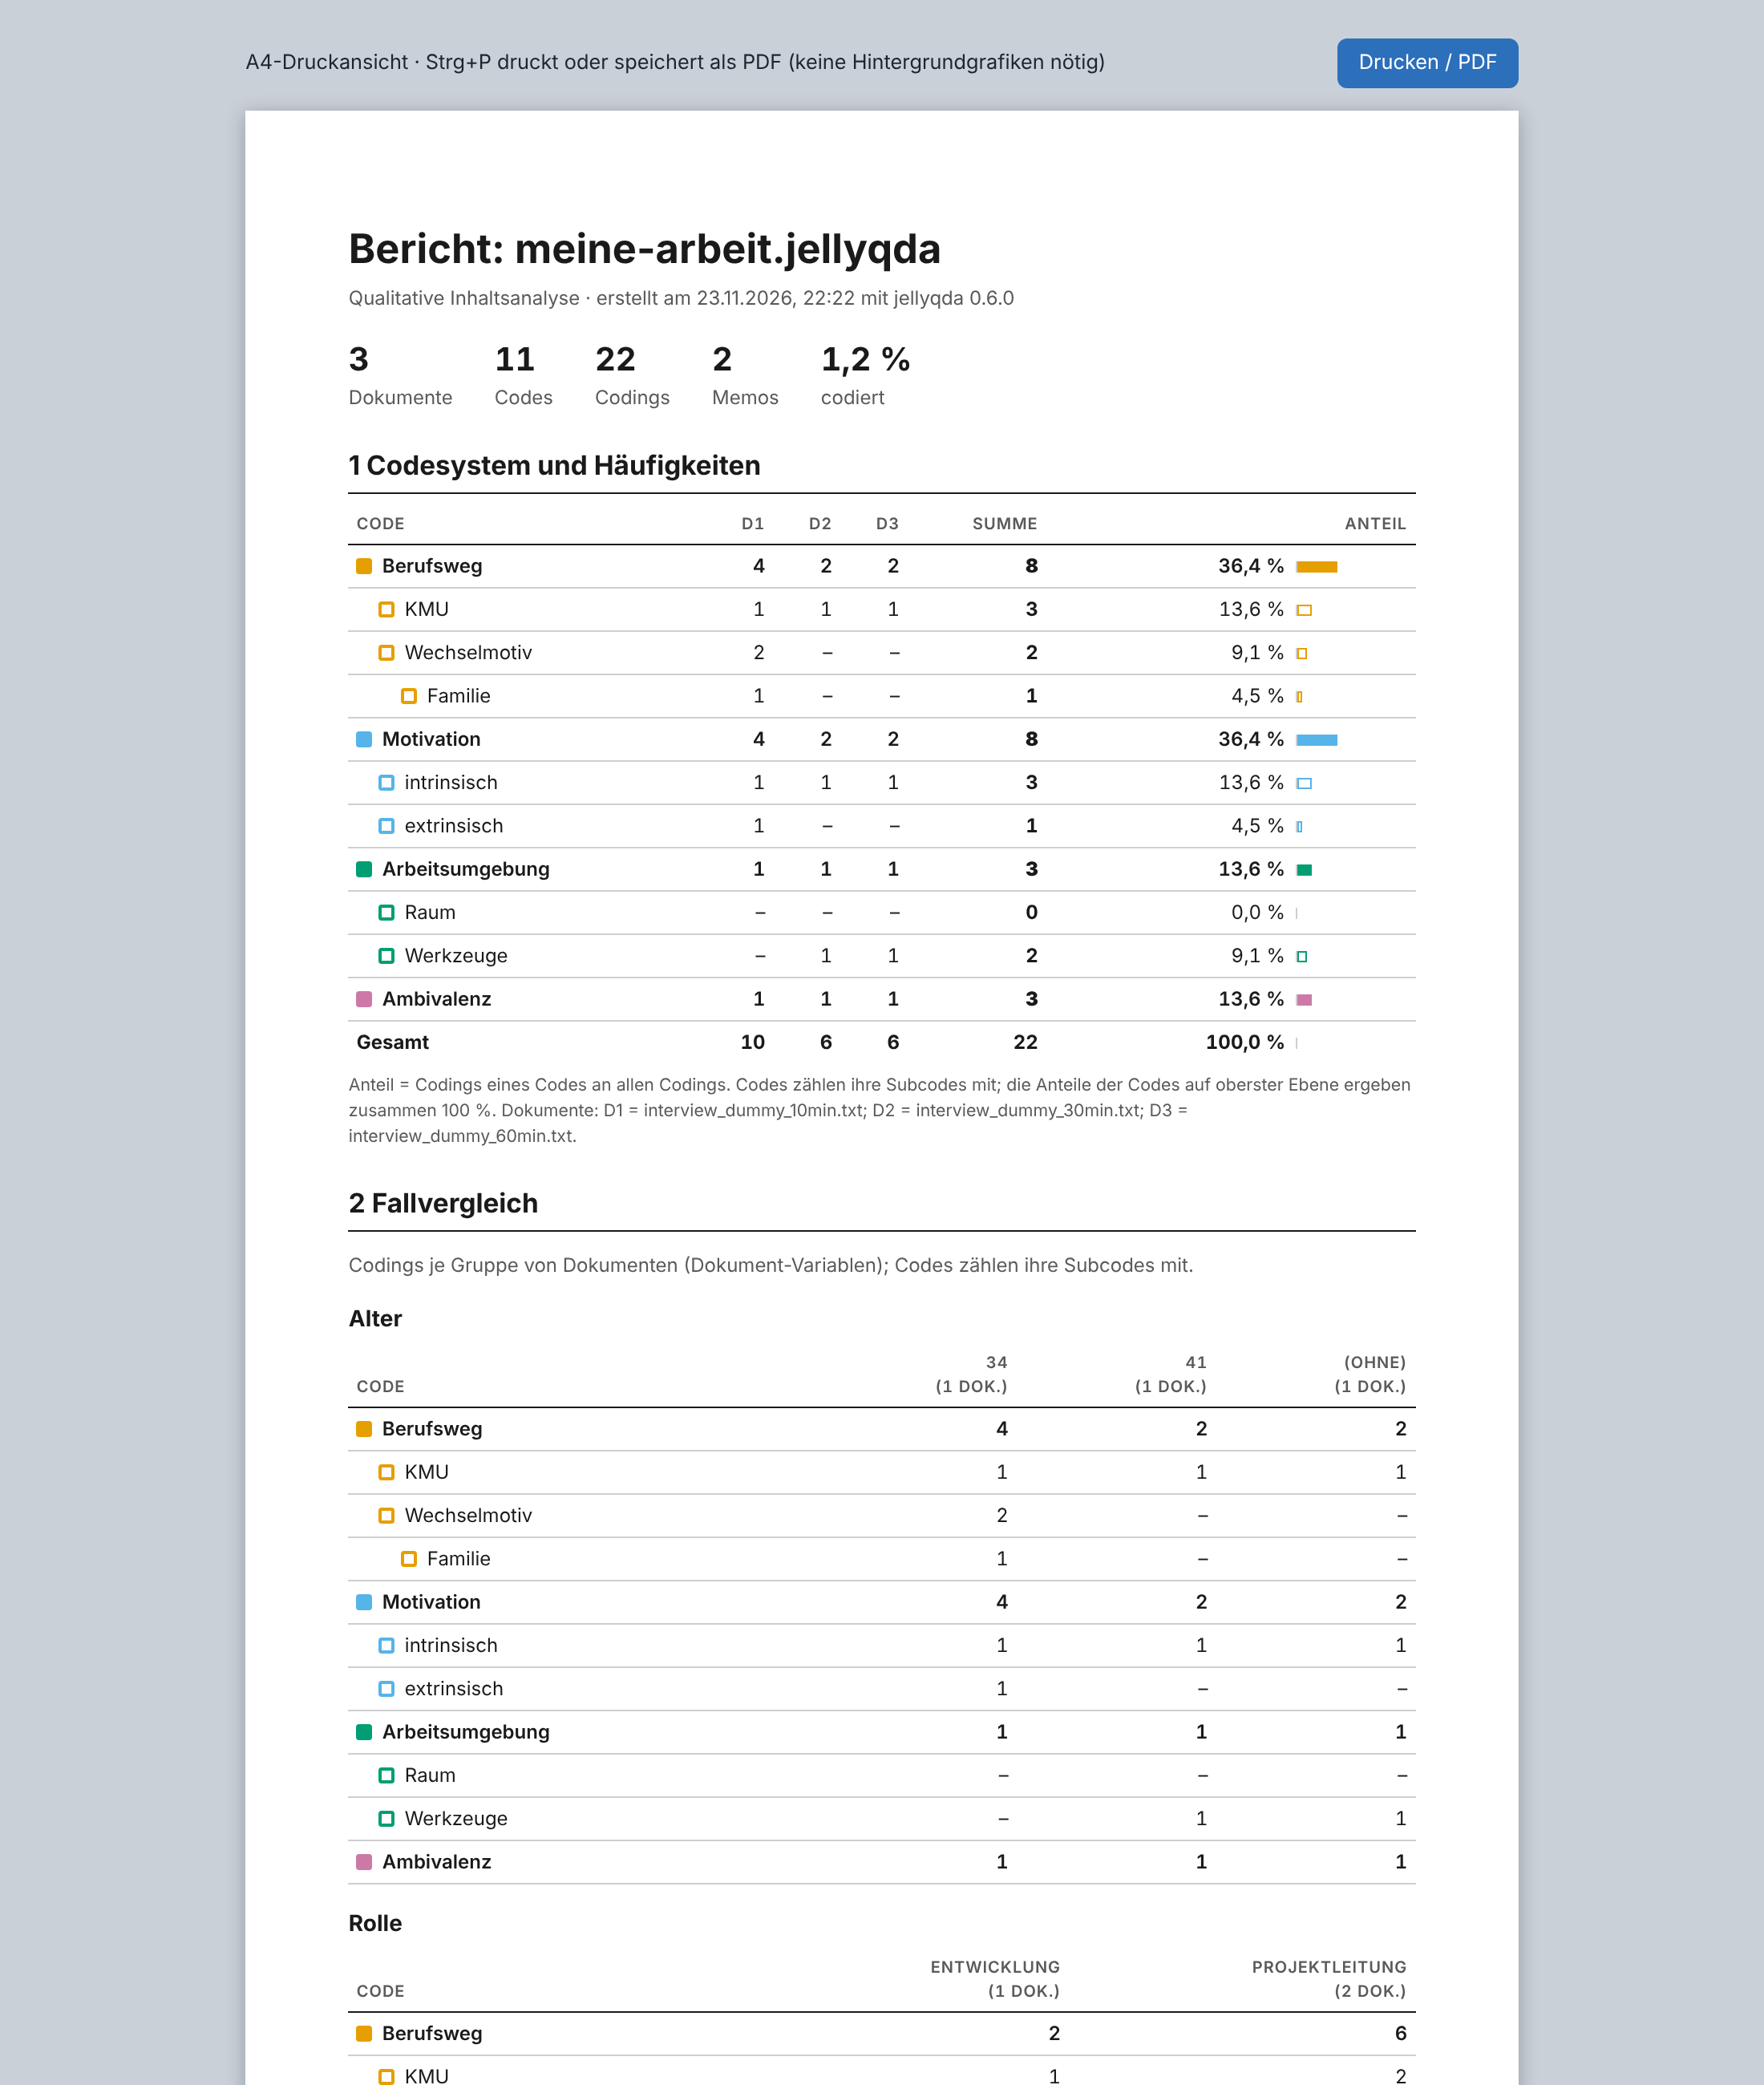 A4-Druckansicht · Strg+P druckt oder speichert als PDF (keine Hintergrundgrafiken nötig)
Drucken / PDF
Bericht: meine-arbeit.jellyqda
Qualitative Inhaltsanalyse · erstellt am 23.11.2026, 22:22 mit jellyqda 0.6.0
3 11 22 2 1,2 %
Dokumente Codes Codings Memos codiert
1 Codesystem und Häufigkeiten
CODE D1 D2 D3 SUMME ANTEIL
Berufsweg 4 2 2 8 36,4 %
KMU 1 1 1 3 13,6 %
Wechselmotiv 2 – – 2 9,1 %
Familie 1 – – 1 4,5 %
Motivation 4 2 2 8 36,4 %
intrinsisch 1 1 1 3 13,6 %
extrinsisch 1 – – 1 4,5 %
Arbeitsumgebung 1 1 1 3 13,6 %
Raum – – – 0 0,0 %
Werkzeuge – 1 1 2 9,1 %
Ambivalenz 1 1 1 3 13,6 %
Gesamt 10 6 6 22 100,0 %
Anteil = Codings eines Codes an allen Codings. Codes zählen ihre Subcodes mit; die Anteile der Codes auf oberster Ebene ergeben
zusammen 100 %. Dokumente: D1 = interview_dummy_10min.txt; D2 = interview_dummy_30min.txt; D3 =
interview_dummy_60min.txt.
2 Fallvergleich
Codings je Gruppe von Dokumenten (Dokument-Variablen); Codes zählen ihre Subcodes mit.
Alter
34 41 (OHNE)
CODE (1 DOK.) (1 DOK.) (1 DOK.)
Berufsweg 4 2 2
KMU 1 1 1
Wechselmotiv 2 – –
Familie 1 – –
Motivation 4 2 2
intrinsisch 1 1 1
extrinsisch 1 – –
Arbeitsumgebung 1 1 1
Raum – – –
Werkzeuge – 1 1
Ambivalenz 1 1 1
Rolle
ENTWICKLUNG PROJEKTLEITUNG
CODE (1 DOK.) (2 DOK.)
Berufsweg 2 6
KMU 1 2